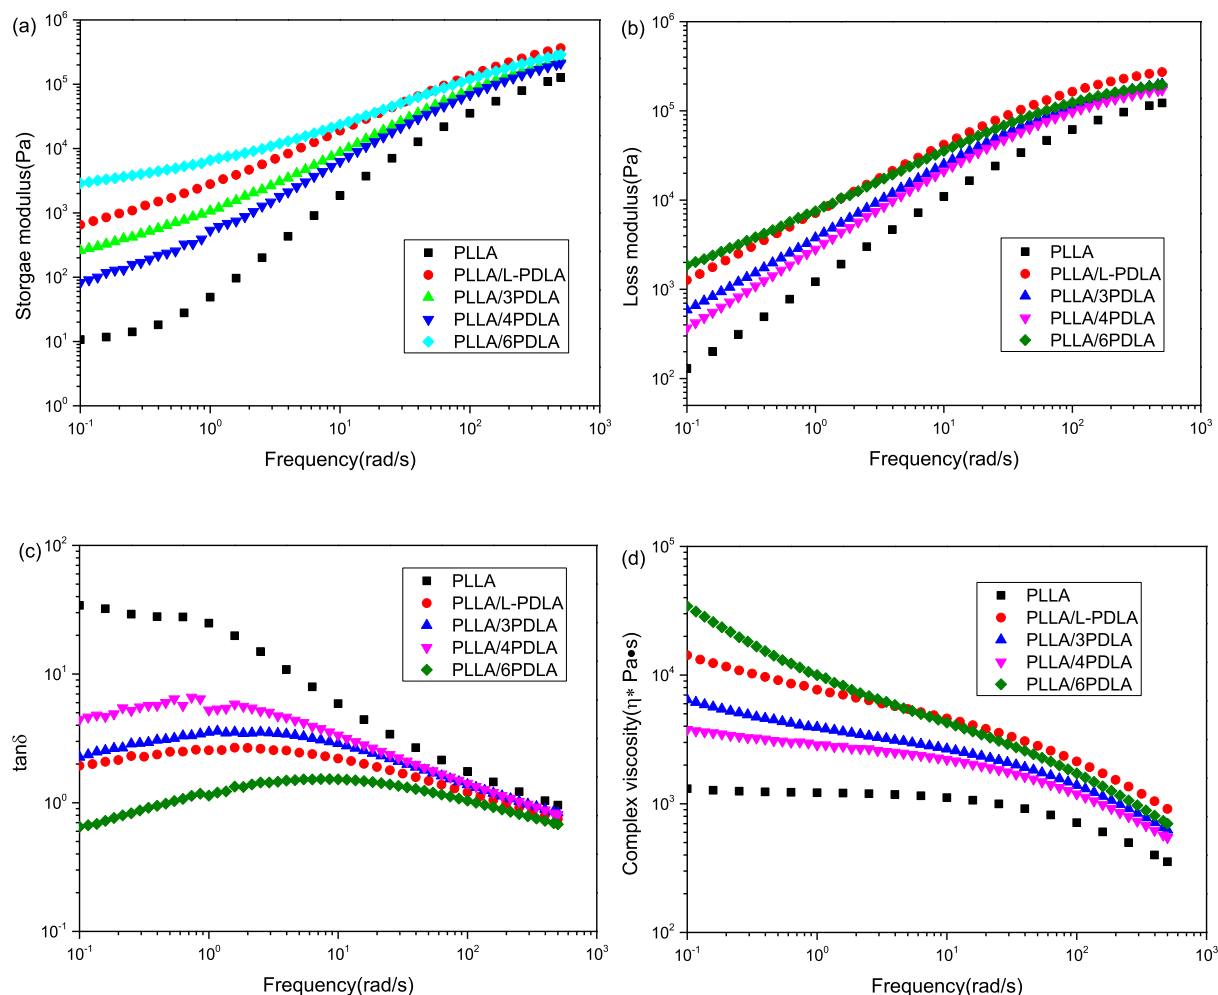 (a)
10^6
10^5
10^4
10^3
10^2
10^1
10^0
Storgae modulus(Pa)
PLLA
PLLA/L-PDLA
PLLA/3PDLA
PLLA/4PDLA
PLLA/6PDLA
10^-1 10^0 10^1 10^2 10^3
Frequency(rad/s)
(b)
10^6
10^5
10^4
10^3
10^2
Loss modulus(Pa)
PLLA
PLLA/L-PDLA
PLLA/3PDLA
PLLA/4PDLA
PLLA/6PDLA
10^-1 10^0 10^1 10^2 10^3
Frequency(rad/s)
(c)
10^2
10^1
10^0
10^-1
tanδ
PLLA
PLLA/L-PDLA
PLLA/3PDLA
PLLA/4PDLA
PLLA/6PDLA
10^-1 10^0 10^1 10^2 10^3
Frequency(rad/s)
(d)
10^5
10^4
10^3
10^2
Complex viscosity(η* Pa•s)
PLLA
PLLA/L-PDLA
PLLA/3PDLA
PLLA/4PDLA
PLLA/6PDLA
10^-1 10^0 10^1 10^2 10^3
Frequency(rad/s)